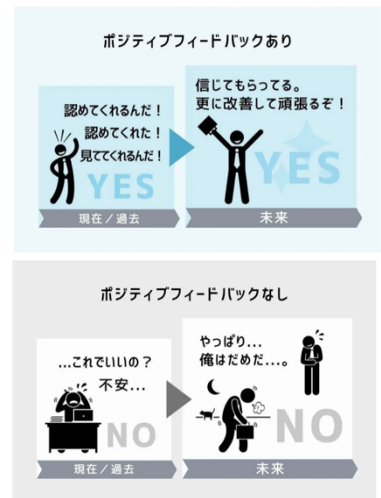 ポジティブフィードバックあり
認めてくれるんだ！
認めてくれた！
見ててくれるんだ！
YES
現在／過去
信じてもらってる。
更に改善して頑張るぞ！
YES
未来
ポジティブフィードバックなし
...これでいいの？
不安...
NO
現在／過去
やっぱり...
俺はだめだ...。
NO
未来